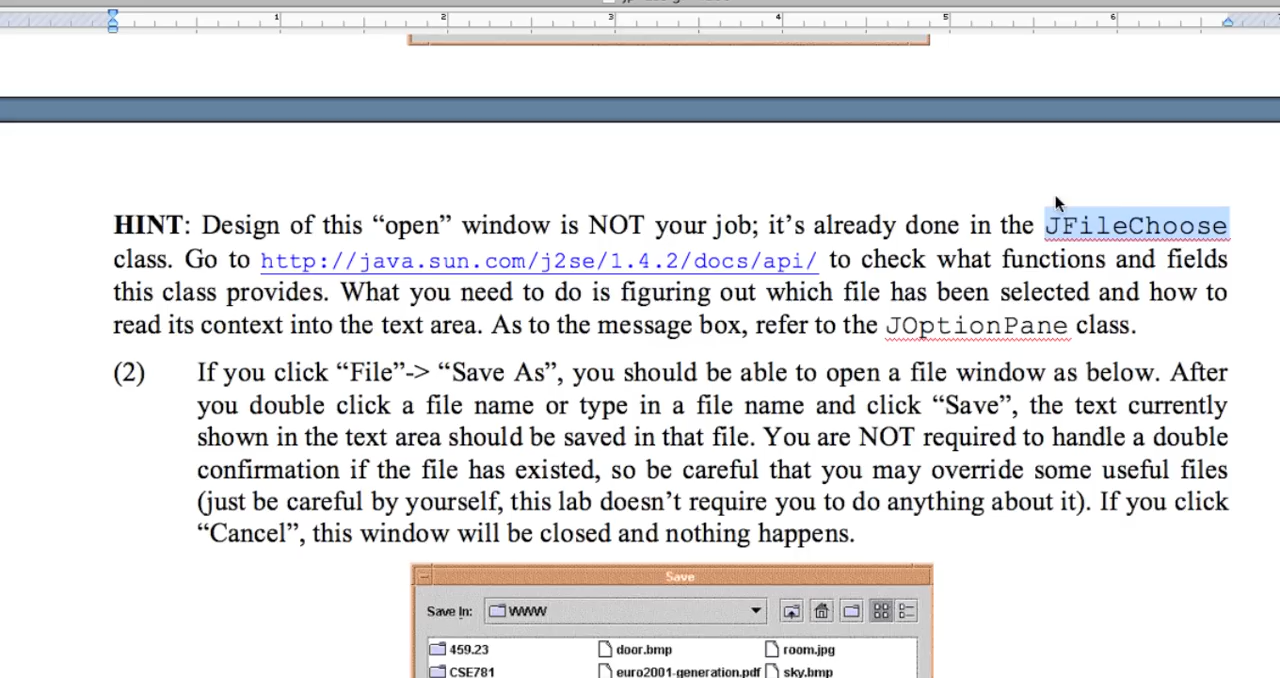 1 2 3 4 5 6
HINT: Design of this “open” window is NOT your job; it’s already done in the JFileChoose
class. Go to http://java.sun.com/j2se/1.4.2/docs/api/ to check what functions and fields
this class provides. What you need to do is figuring out which file has been selected and how to
read its context into the text area. As to the message box, refer to the JOptionPane class.
(2) If you click “File”-> “Save As”, you should be able to open a file window as below. After
you double click a file name or type in a file name and click “Save”, the text currently
shown in the text area should be saved in that file. You are NOT required to handle a double
confirmation if the file has existed, so be careful that you may override some useful files
(just be careful by yourself, this lab doesn’t require you to do anything about it). If you click
“Cancel”, this window will be closed and nothing happens.
Save
Save In: WWW
459.23 door.bmp room.jpg
CSE781 euro2001-generation.pdf sky.bmp